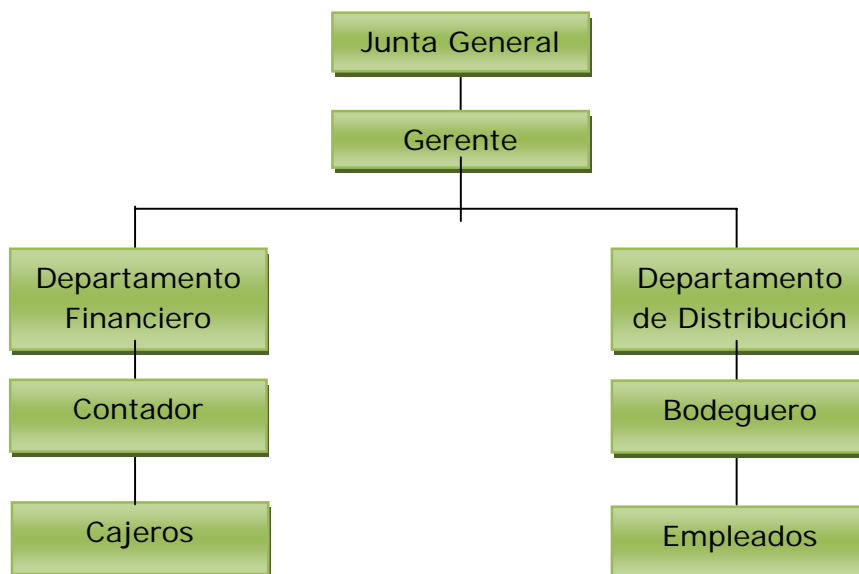 Junta General
Gerente
Departamento
Financiero
Departamento
de Distribución
Contador
Bodeguero
Cajeros
Empleados